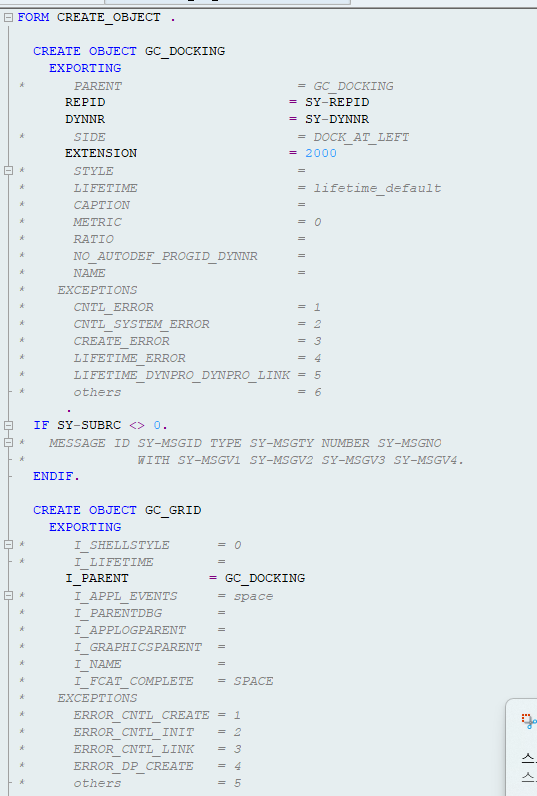 FORM CREATE_OBJECT .
CREATE OBJECT GC_DOCKING
EXPORTING
* PARENT = GC_DOCKING
REPID = SY-REPID
DYNNR = SY-DYNNR
* SIDE = DOCK_AT_LEFT
EXTENSION = 2000
* STYLE =
* LIFETIME = lifetime_default
* CAPTION =
* METRIC = 0
* RATIO =
* NO_AUTODEF_PROGID_DYNNR =
* NAME =
* EXCEPTIONS
* CNTL_ERROR = 1
* CNTL_SYSTEM_ERROR = 2
* CREATE_ERROR = 3
* LIFETIME_ERROR = 4
* LIFETIME_DYNPRO_DYNPRO_LINK = 5
* others = 6
.
IF SY-SUBRC <> 0.
* MESSAGE ID SY-MSGID TYPE SY-MSGTY NUMBER SY-MSGNO
* WITH SY-MSGV1 SY-MSGV2 SY-MSGV3 SY-MSGV4.
ENDIF.
CREATE OBJECT GC_GRID
EXPORTING
* I_SHELLSTYLE = 0
* I_LIFETIME =
I_PARENT = GC_DOCKING
* I_APPL_EVENTS = space
* I_PARENTDBG =
* I_APPLOGPARENT =
* I_GRAPHICSPARENT =
* I_NAME =
* I_FCAT_COMPLETE = SPACE
* EXCEPTIONS
* ERROR_CNTL_CREATE = 1
* ERROR_CNTL_INIT = 2
* ERROR_CNTL_LINK = 3
* ERROR_DP_CREATE = 4
* others = 5
스
스